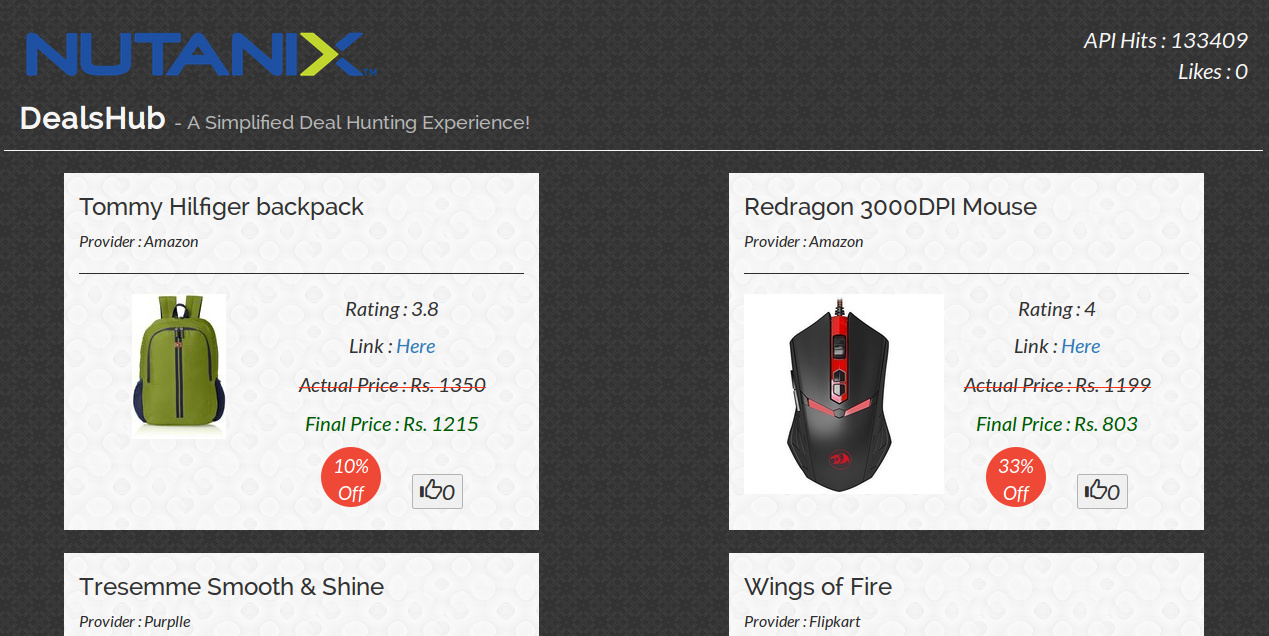 NUTANIX™
API Hits : 133409
Likes : 0
DealsHub - A Simplified Deal Hunting Experience!
Tommy Hilfiger backpack
Provider : Amazon
Rating : 3.8
Link : Here
Actual Price : Rs. 1350
Final Price : Rs. 1215
10%
Off
0
Redragon 3000DPI Mouse
Provider : Amazon
Rating : 4
Link : Here
Actual Price : Rs. 1199
Final Price : Rs. 803
33%
Off
0
Tresemme Smooth & Shine
Provider : Purplle
Wings of Fire
Provider : Flipkart